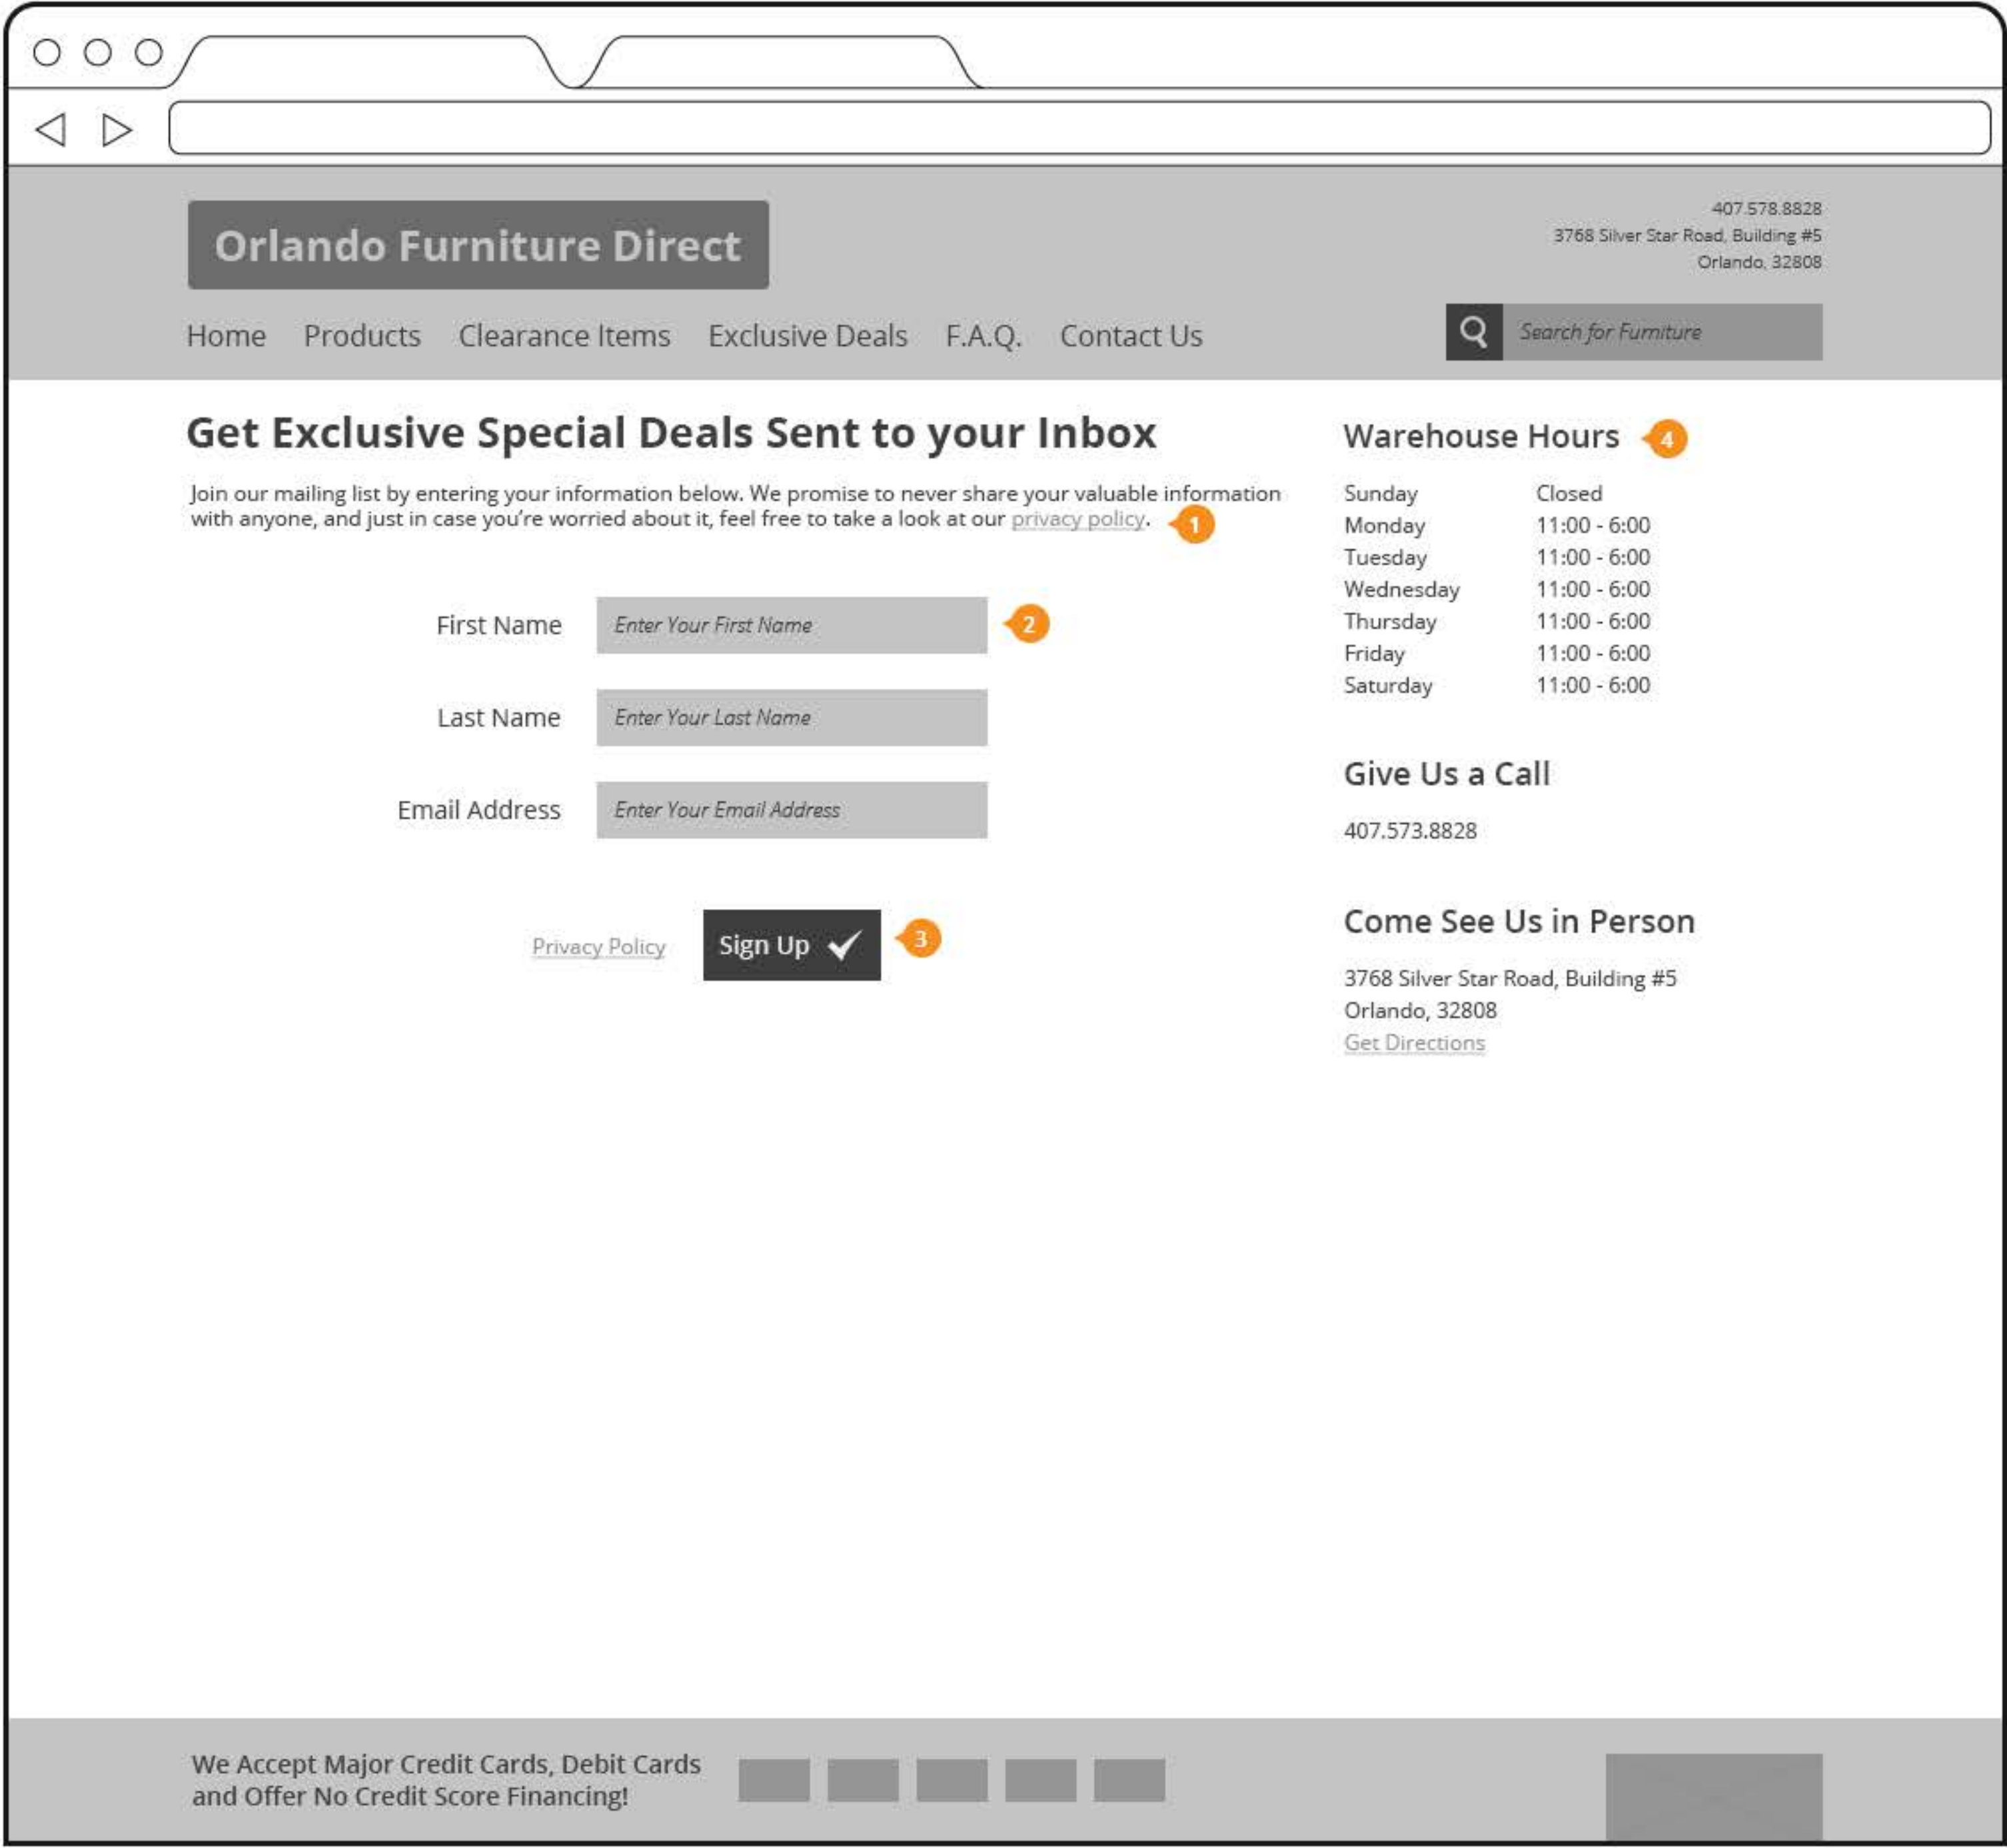 Orlando Furniture Direct
407.578.8828
3768 Silver Star Road, Building #5
Orlando, 32808
Home Products Clearance Items Exclusive Deals F.A.Q. Contact Us
Search for Furniture
Get Exclusive Special Deals Sent to your Inbox
Join our mailing list by entering your information below. We promise to never share your valuable information
with anyone, and just in case you're worried about it, feel free to take a look at our privacy policy.
1
First Name Enter Your First Name 2
Last Name Enter Your Last Name
Email Address Enter Your Email Address
Privacy Policy Sign Up 3
Warehouse Hours 4
Sunday Closed
Monday 11:00 - 6:00
Tuesday 11:00 - 6:00
Wednesday 11:00 - 6:00
Thursday 11:00 - 6:00
Friday 11:00 - 6:00
Saturday 11:00 - 6:00
Give Us a Call
407.573.8828
Come See Us in Person
3768 Silver Star Road, Building #5
Orlando, 32808
Get Directions
We Accept Major Credit Cards, Debit Cards
and Offer No Credit Score Financing!